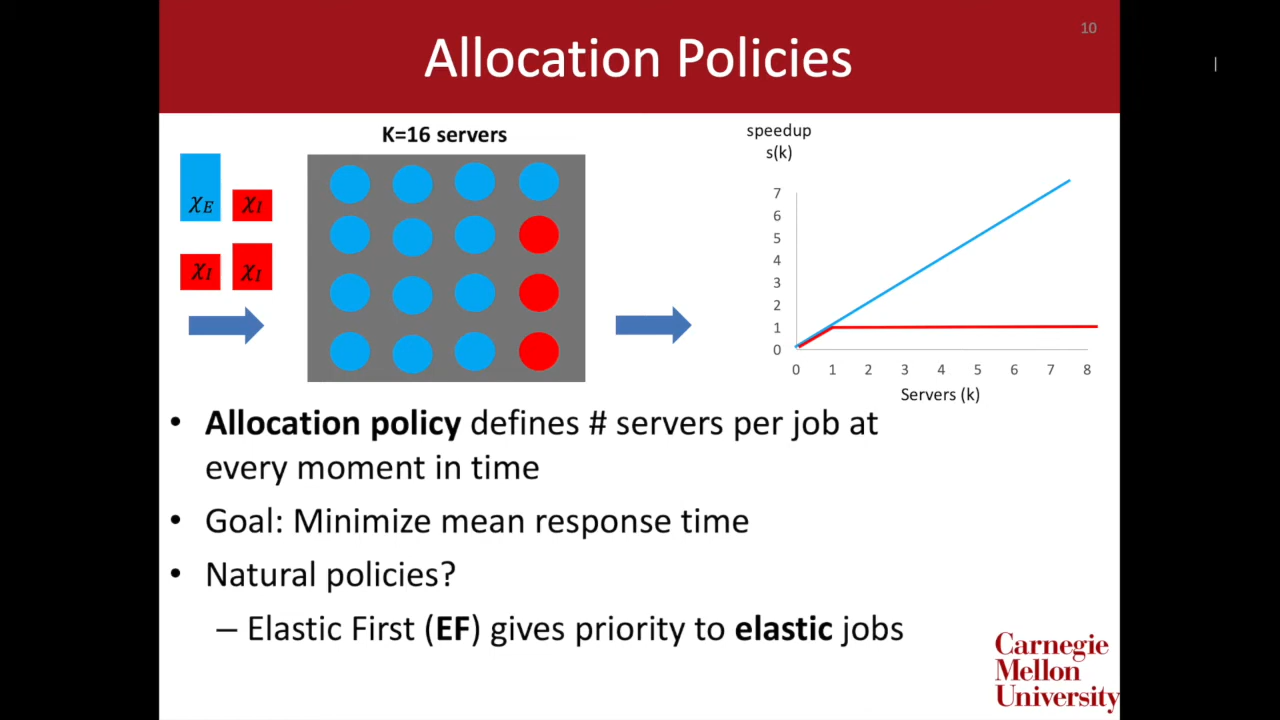 10
Allocation Policies
K=16 servers
χE
χI
χI
χI
speedup
s(k)
7
6
5
4
3
2
1
0
0 1 2 3 4 5 6 7 8
Servers (k)
• Allocation policy defines # servers per job at
every moment in time
• Goal: Minimize mean response time
• Natural policies?
– Elastic First (EF) gives priority to elastic jobs
Carnegie
Mellon
University